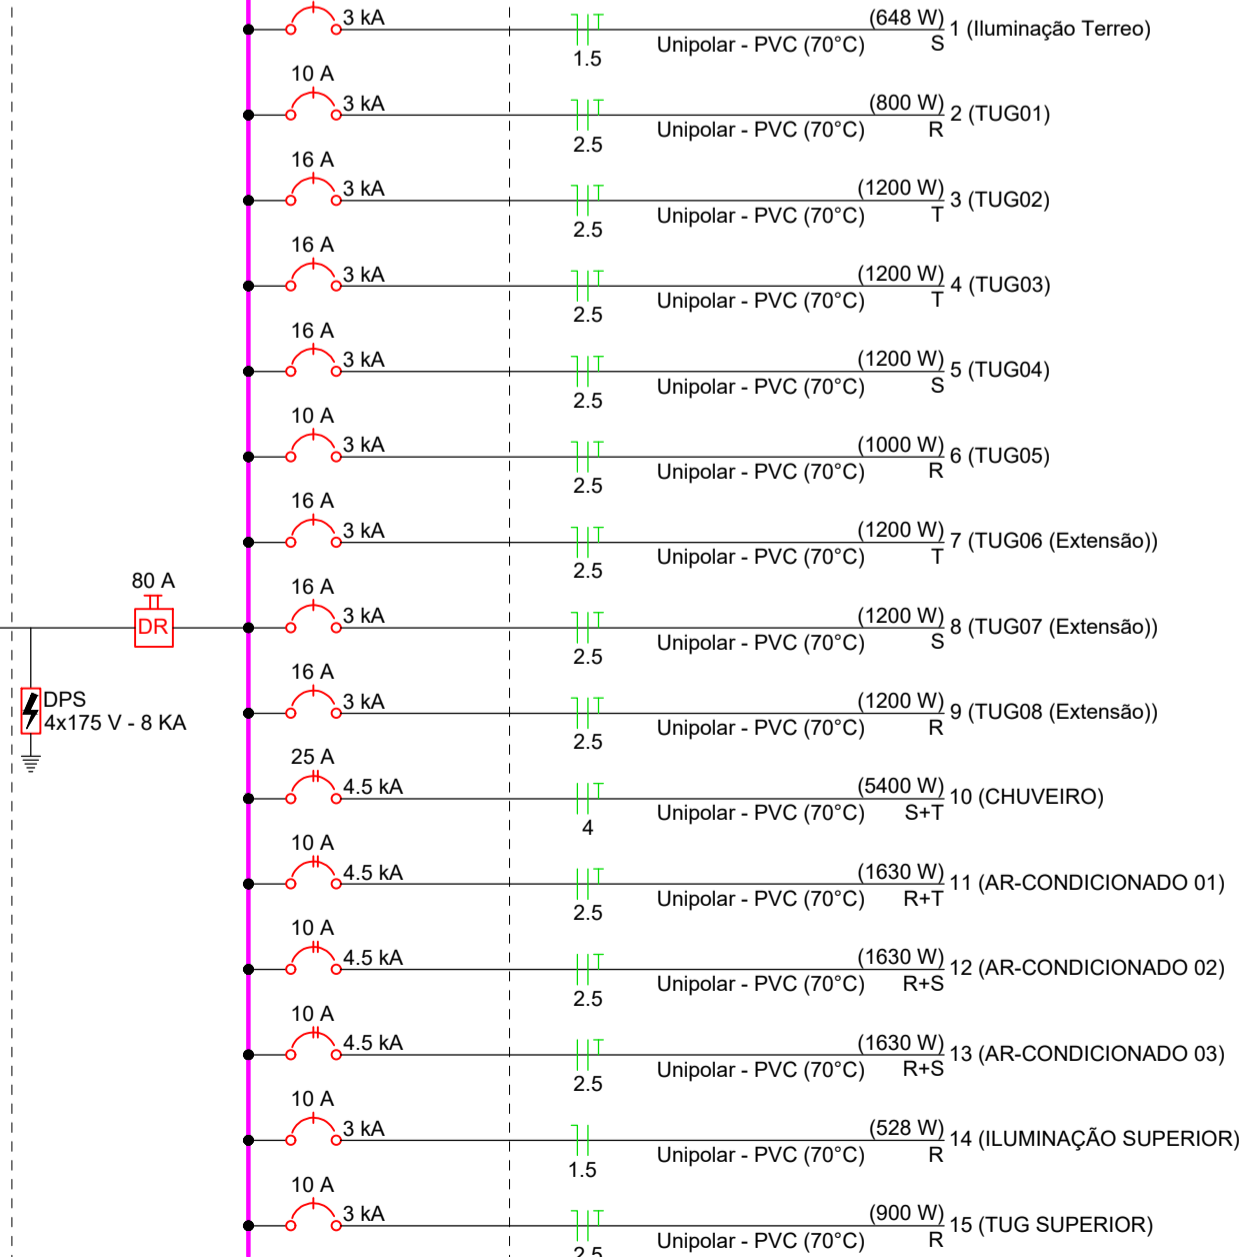 3 kA (648 W) 1 (Iluminação Terreo)
1.5 Unipolar - PVC (70°C) S
10 A
3 kA (800 W) 2 (TUG01)
2.5 Unipolar - PVC (70°C) R
16 A
3 kA (1200 W) 3 (TUG02)
2.5 Unipolar - PVC (70°C) T
16 A
3 kA (1200 W) 4 (TUG03)
2.5 Unipolar - PVC (70°C) T
16 A
3 kA (1200 W) 5 (TUG04)
2.5 Unipolar - PVC (70°C) S
10 A
3 kA (1000 W) 6 (TUG05)
2.5 Unipolar - PVC (70°C) R
16 A
3 kA (1200 W) 7 (TUG06 (Extensão))
2.5 Unipolar - PVC (70°C) T
80 A
DR
16 A
3 kA (1200 W) 8 (TUG07 (Extensão))
2.5 Unipolar - PVC (70°C) S
DPS
4x175 V - 8 KA
16 A
3 kA (1200 W) 9 (TUG08 (Extensão))
2.5 Unipolar - PVC (70°C) R
25 A
4.5 kA (5400 W) 10 (CHUVEIRO)
4 Unipolar - PVC (70°C) S+T
10 A
4.5 kA (1630 W) 11 (AR-CONDICIONADO 01)
2.5 Unipolar - PVC (70°C) R+T
10 A
4.5 kA (1630 W) 12 (AR-CONDICIONADO 02)
2.5 Unipolar - PVC (70°C) R+S
10 A
4.5 kA (1630 W) 13 (AR-CONDICIONADO 03)
2.5 Unipolar - PVC (70°C) R+S
10 A
3 kA (528 W) 14 (ILUMINAÇÃO SUPERIOR)
1.5 Unipolar - PVC (70°C) R
10 A
3 kA (900 W) 15 (TUG SUPERIOR)
2.5 Unipolar - PVC (70°C) R